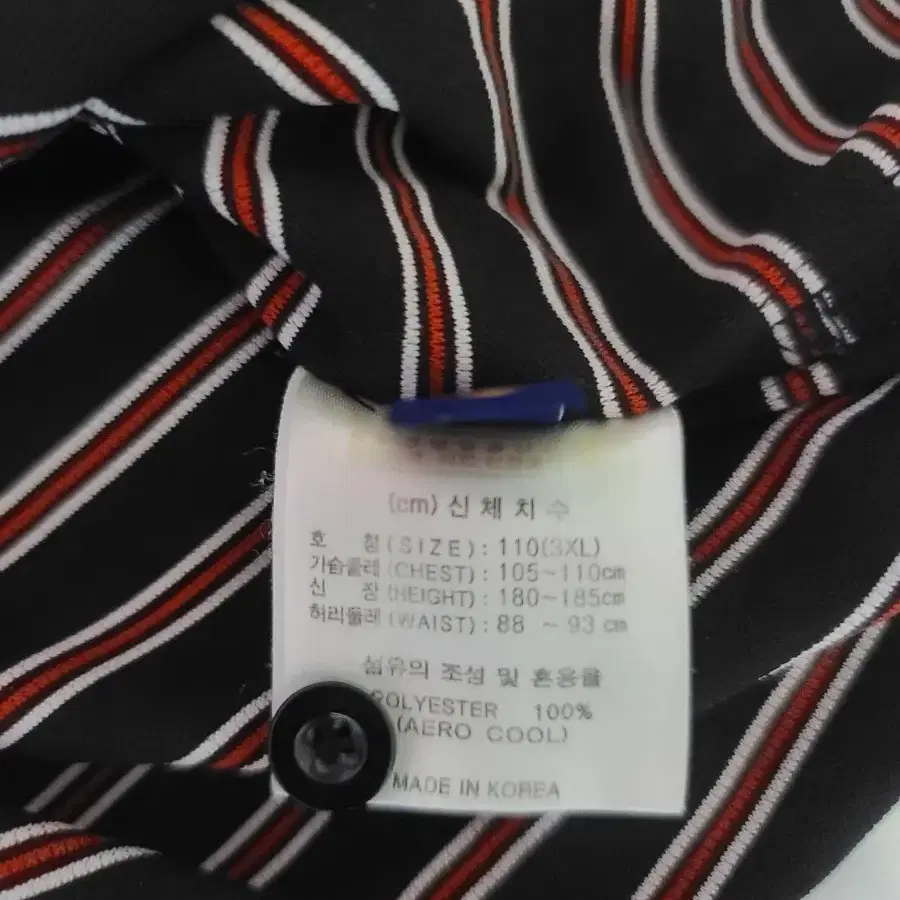 (cm) 신 체 치 수
호 칭 (SIZE) : 110(3XL)
가슴둘레 (CHEST) : 105~110cm
신 장 (HEIGHT) : 180~185cm
허리둘레 (WAIST) : 88 ~ 93 cm
섬유의 조성 및 혼용율
POLYESTER 100%
(AERO COOL)
MADE IN KOREA